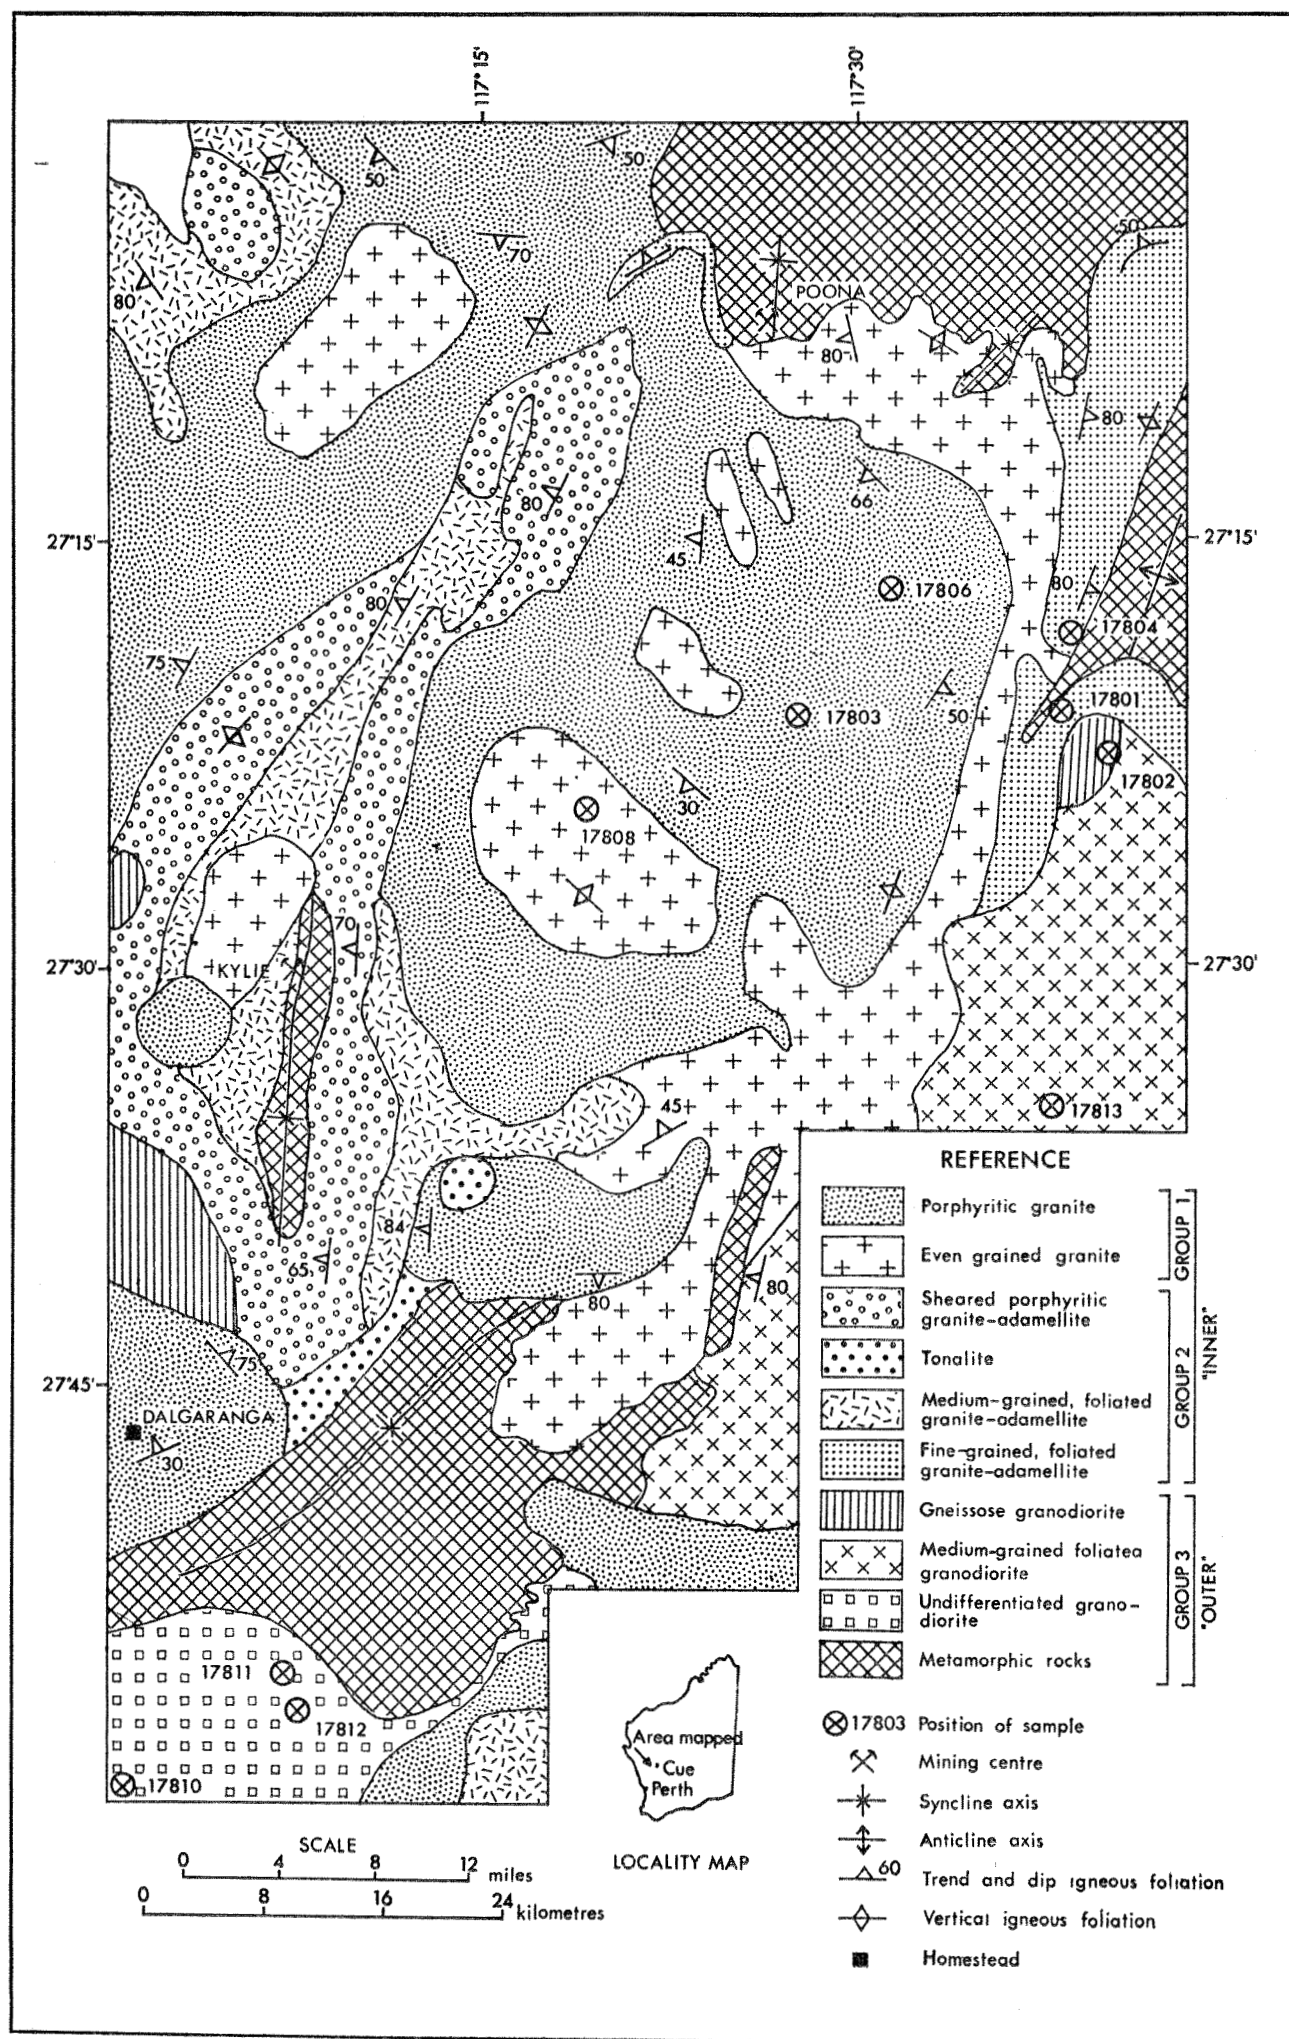 117°15'
117°30'
50
50
50
70
80
POONA
80
80
80
66
45
27°15'
27°15'
17806
80
80
17804
75
17801
50
17803
30
17802
17808
70
27°30'
KYLIE
27°30'
45
17813
84
65
80
80
75
27°45'
DALGARANGA
30
17811
17812
17810
REFERENCE
Porphyritic granite
Even grained granite
GROUP 1
Sheared porphyritic
granite-adamellite
Tonalite
Medium-grained, foliated
granite-adamellite
Fine-grained, foliated
granite-adamellite
GROUP 2
"INNER"
Gneissose granodiorite
Medium-grained foliatea
granodiorite
Undifferentiated grano-
diorite
Metamorphic rocks
GROUP 3
"OUTER"
17803 Position of sample
Mining centre
Syncline axis
Anticline axis
60 Trend and dip igneous foliation
Vertical igneous foliation
Homestead
Area mapped
Cue
Perth
LOCALITY MAP
SCALE
0 4 8 12 miles
0 8 16 24 kilometres